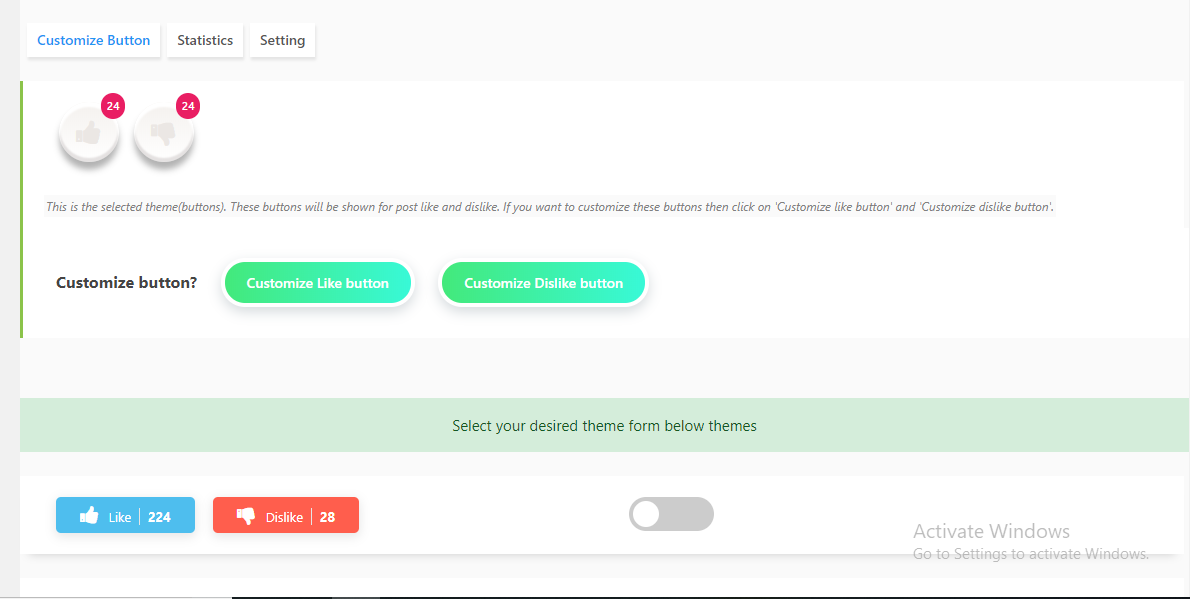 Customize Button Statistics Setting
24 24
This is the selected theme(buttons). These buttons will be shown for post like and dislike. If you want to customize these buttons then click on 'Customize like button' and 'Customize dislike button'.
Customize button? Customize Like button Customize Dislike button
Select your desired theme form below themes
Like 224 Dislike 28
Activate Windows
Go to Settings to activate Windows.